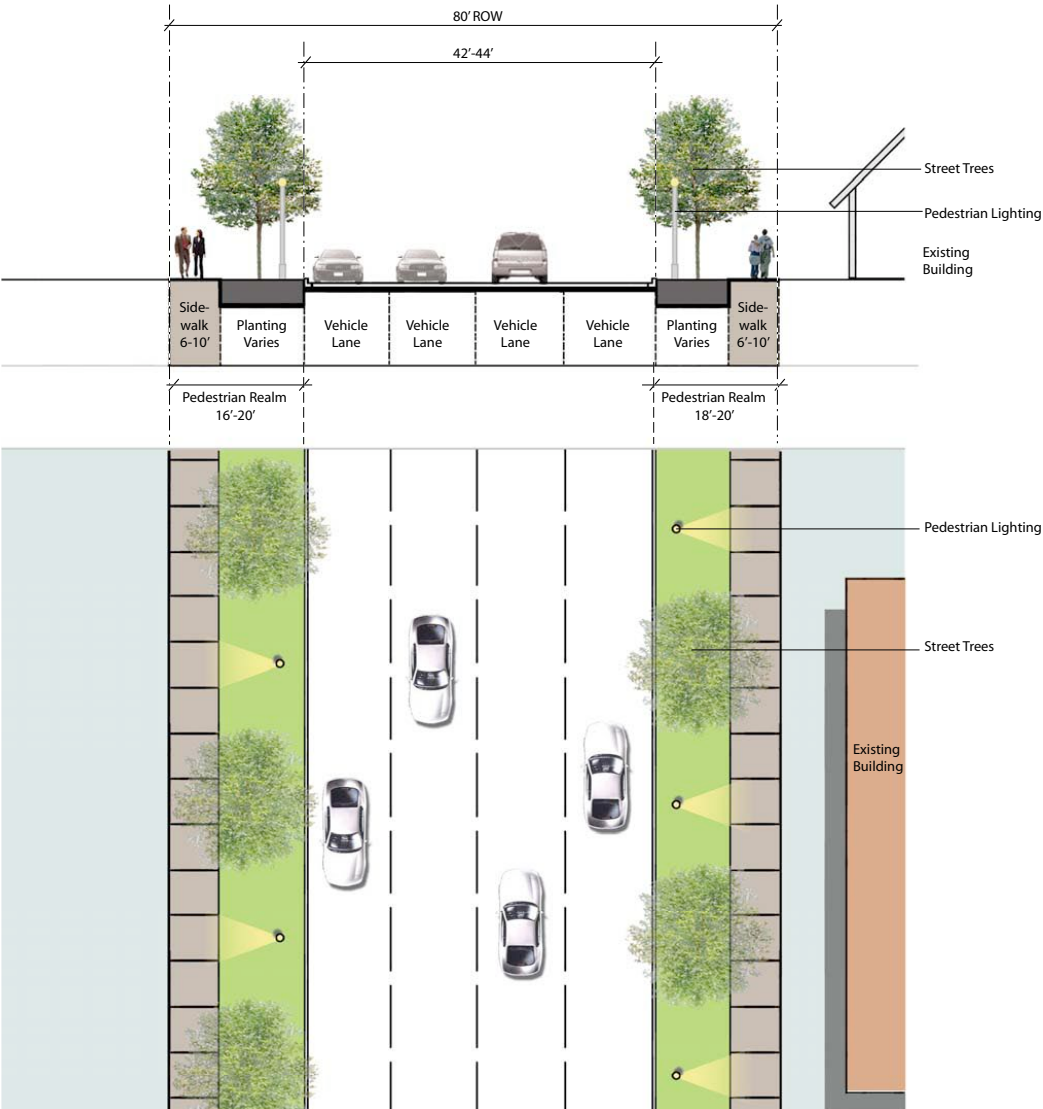 80' ROW
42'-44'
Street Trees
Pedestrian Lighting
Existing
Building
Side-
walk
6-10'
Planting
Varies
Vehicle
Lane
Vehicle
Lane
Vehicle
Lane
Vehicle
Lane
Planting
Varies
Side-
walk
6'-10'
Pedestrian Realm
16'-20'
Pedestrian Realm
18'-20'
Pedestrian Lighting
Street Trees
Existing
Building